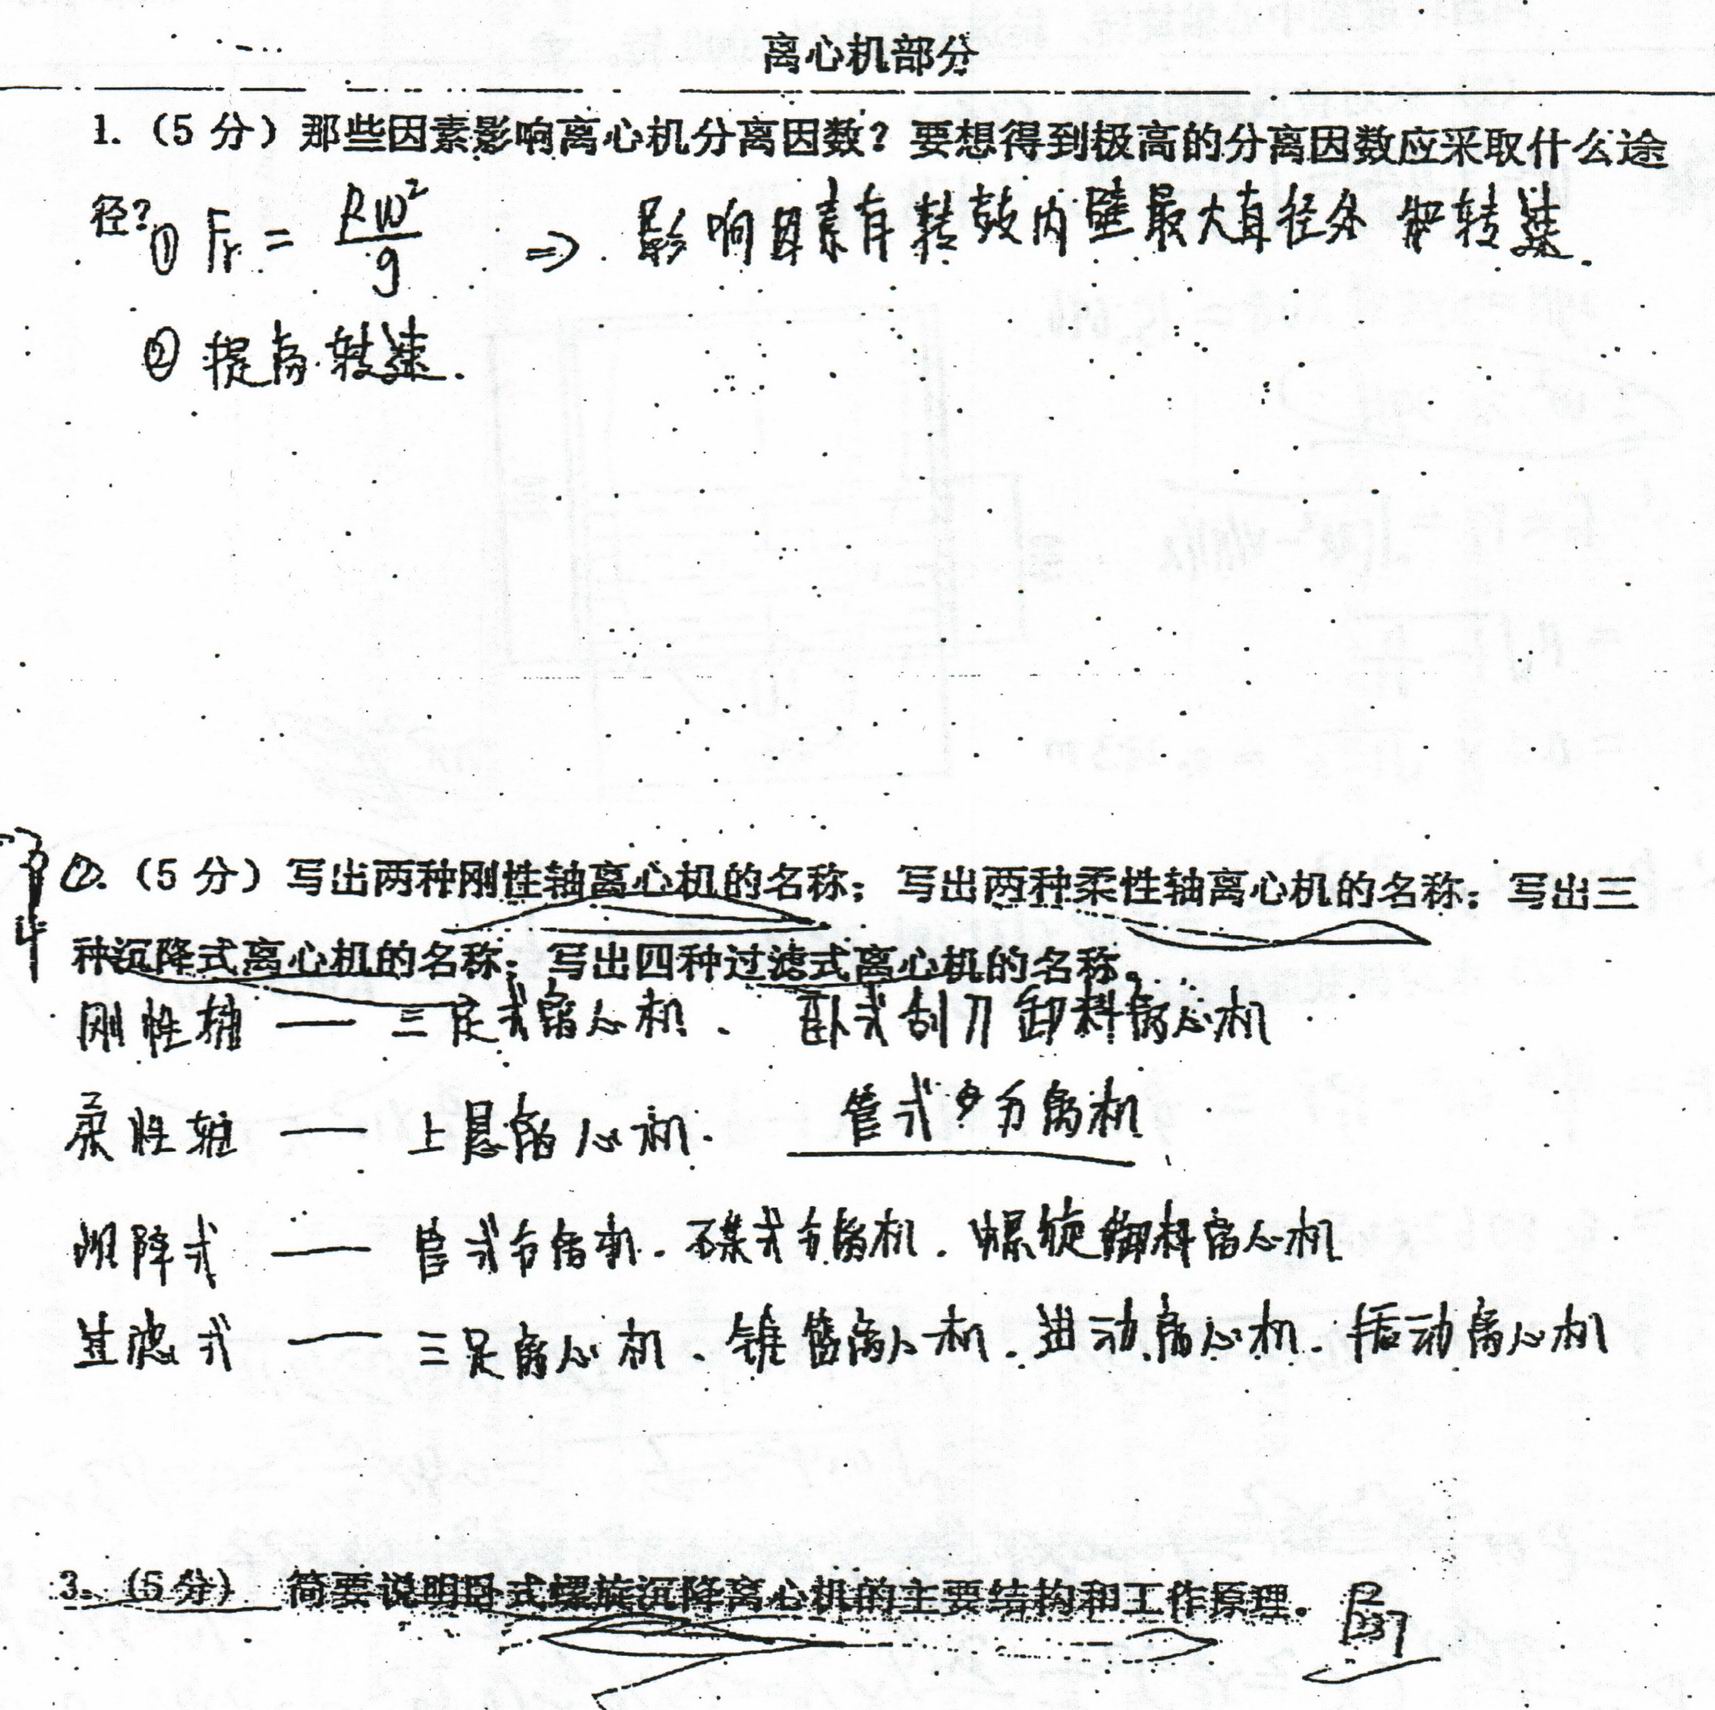 离心机部分
1.（5 分）那些因素影响离心机分离因数？要想得到极高的分离因数应采取什么途
径？
① Fr = Rω²/g ⇒ 影响因素有转鼓内壁最大直径处 和转速.
② 提高转速.
2.（5 分）写出两种刚性轴离心机的名称；写出两种柔性轴离心机的名称；写出三
种沉降式离心机的名称；写出四种过滤式离心机的名称。
刚性轴 — 三足式离心机、卧式刮刀卸料离心机
柔性轴 — 上悬离心机. 管式分离机
沉降式 — 管式分离机. 碟式分离机. 螺旋卸料离心机
过滤式 — 三足离心机、锥篮离心机. 进动离心机. 振动离心机
3.（5 分） 简要说明卧式螺旋沉降离心机的主要结构和工作原理。